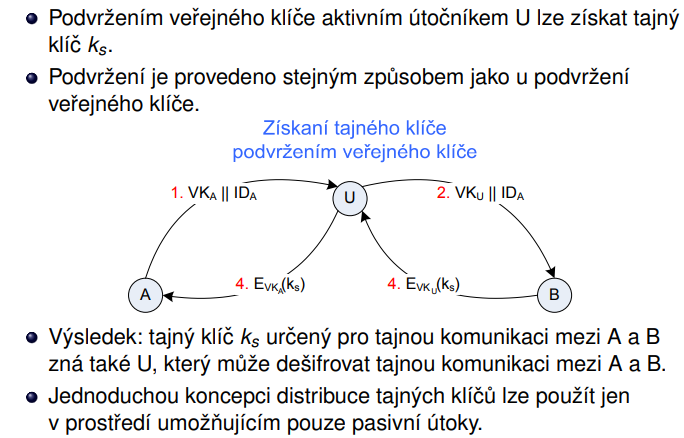 Podvržením veřejného klíče aktivním útočníkem U lze získat tajný
klíč ks.
Podvržení je provedeno stejným způsobem jako u podvržení
veřejného klíče.
Získaní tajného klíče
podvržením veřejného klíče
1. VKA || IDA
U
2. VKU || IDA
4. EVKA(ks)
4. EVKU(ks)
A
B
Výsledek: tajný klíč ks určený pro tajnou komunikaci mezi A a B
zná také U, který může dešifrovat tajnou komunikaci mezi A a B.
Jednoduchou koncepci distribuce tajných klíčů lze použít jen
v prostředí umožňujícím pouze pasivní útoky.